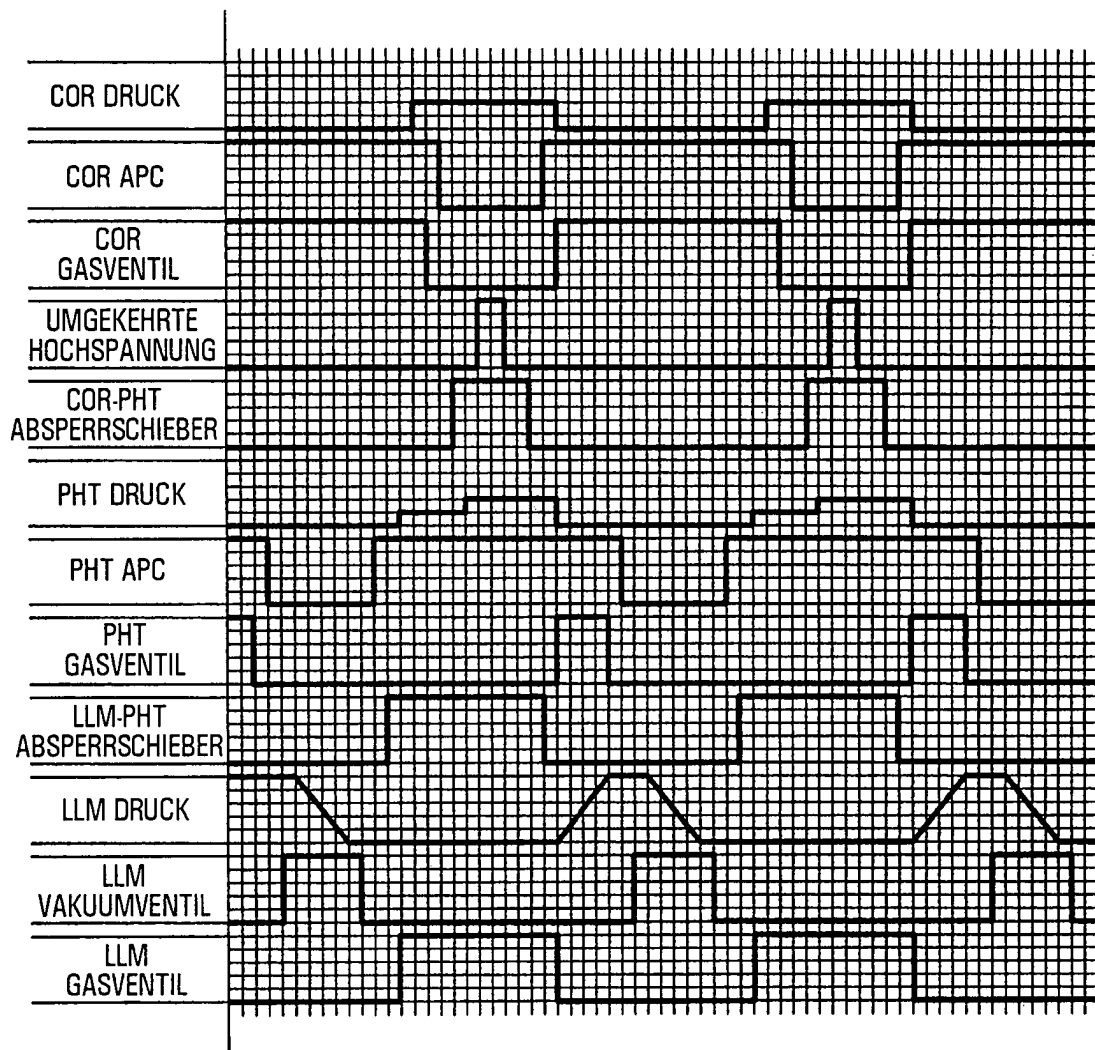 COR DRUCK
COR APC
COR
GASVENTIL
UMGEKEHRTE
HOCHSPANNUNG
COR-PHT
ABSPERRSCHIEBER
PHT DRUCK
PHT APC
PHT
GASVENTIL
LLM-PHT
ABSPERRSCHIEBER
LLM DRUCK
LLM
VAKUUMVENTIL
LLM
GASVENTIL